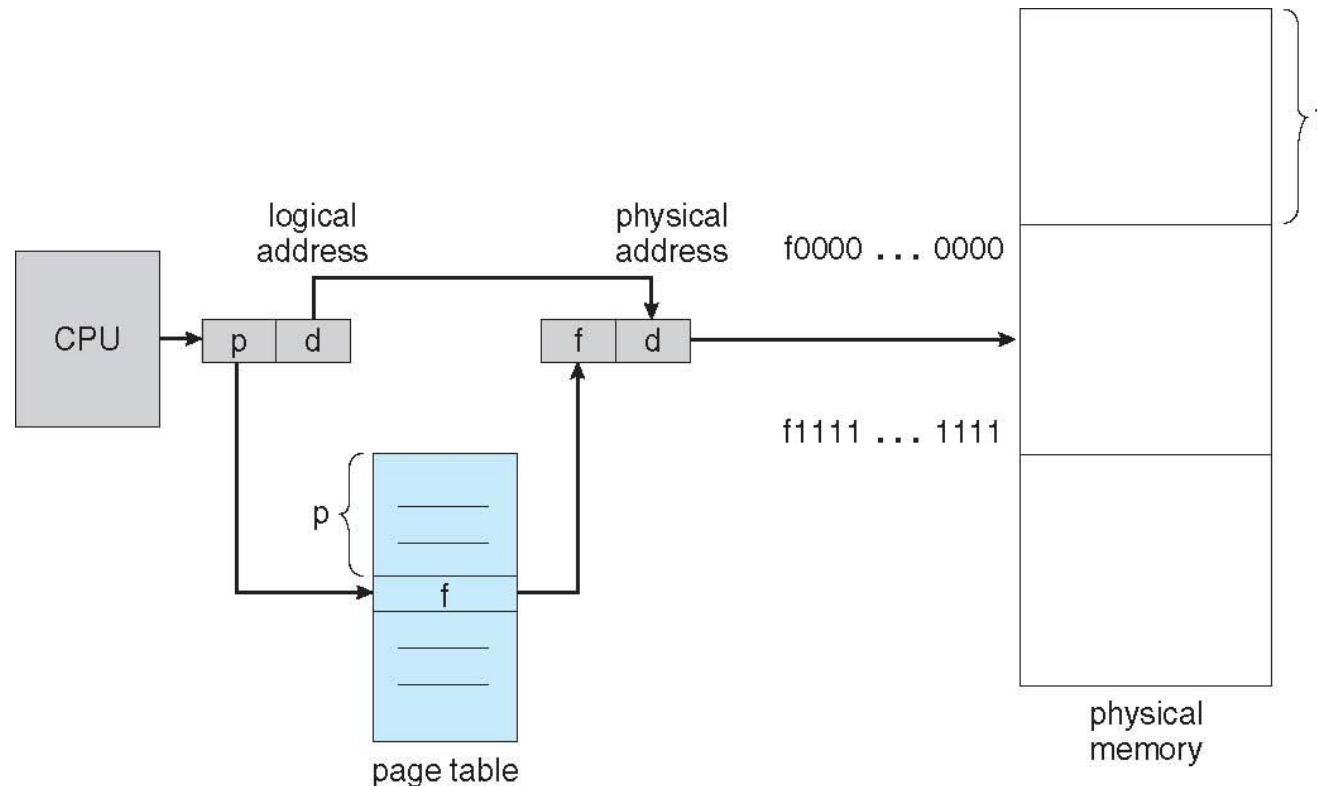 logical
address
physical
address
f0000 ... 0000
CPU
p
d
f
d
f1111 ... 1111
p
f
page table
physical
memory